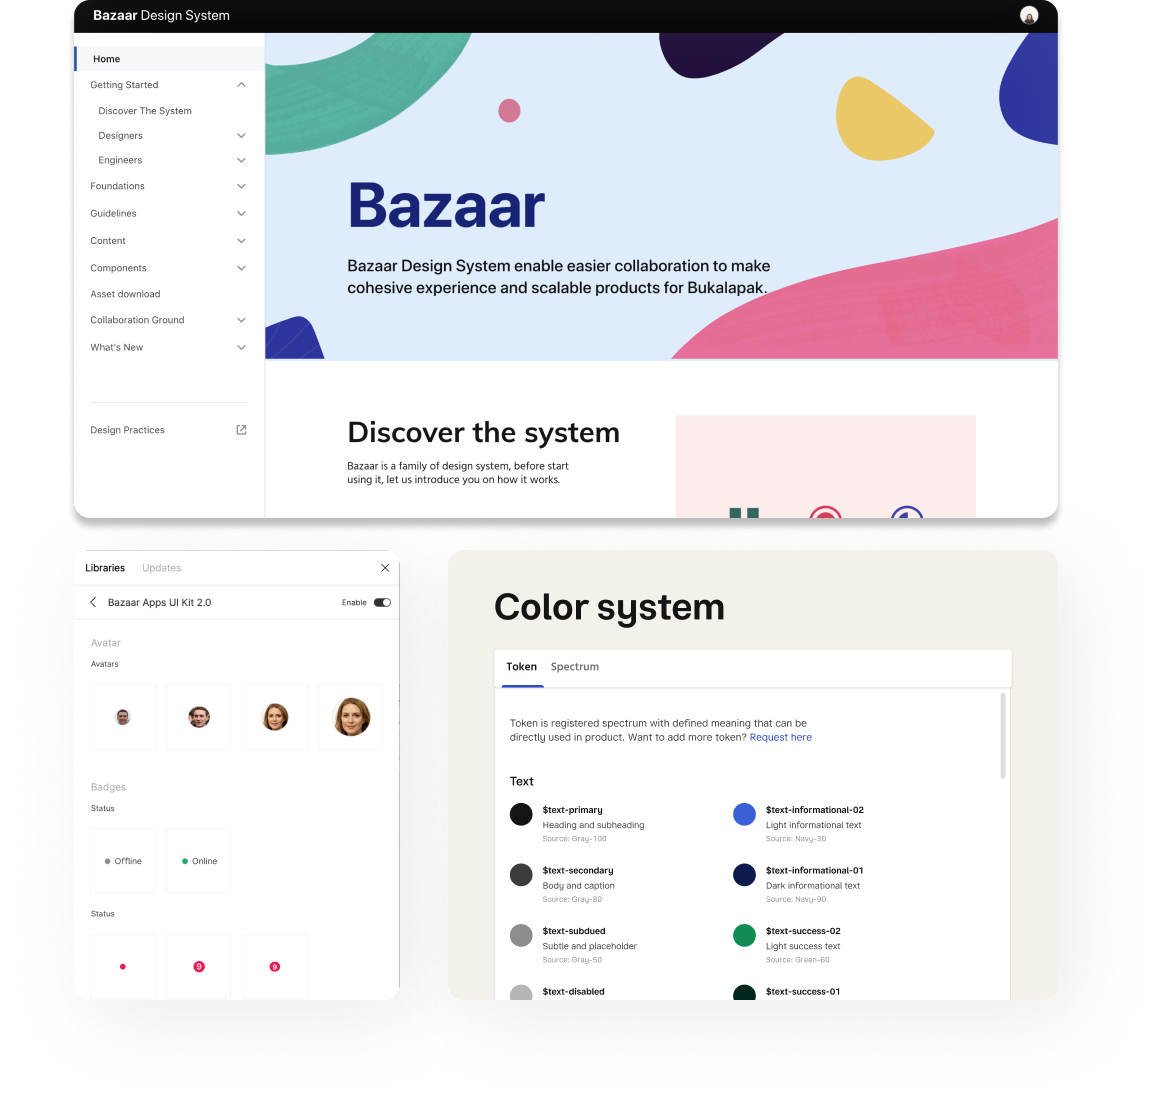 Bazaar Design System
Home
Getting Started
Discover The System
Designers
Engineers
Foundations
Guidelines
Content
Components
Asset download
Collaboration Ground
What's New
Design Practices
Bazaar
Bazaar Design System enable easier collaboration to make
cohesive experience and scalable products for Bukalapak.
Discover the system
Bazaar is a family of design system, before start
using it, let us introduce you on how it works.
Libraries Updates
Bazaar Apps UI Kit 2.0 Enable
Avatar
Avatars
Badges
Status
Offline Online
Status
9 9
Color system
Token Spectrum
Token is registered spectrum with defined meaning that can be
directly used in product. Want to add more token? Request here
Text
$text-primary
Heading and subheading
Source: Gray-100
$text-informational-02
Light informational text
Source: Navy-30
$text-secondary
Body and caption
Source: Gray-80
$text-informational-01
Dark informational text
Source: Navy-90
$text-subdued
Subtle and placeholder
Source: Gray-50
$text-success-02
Light success text
Source: Green-60
$text-disabled
$text-success-01